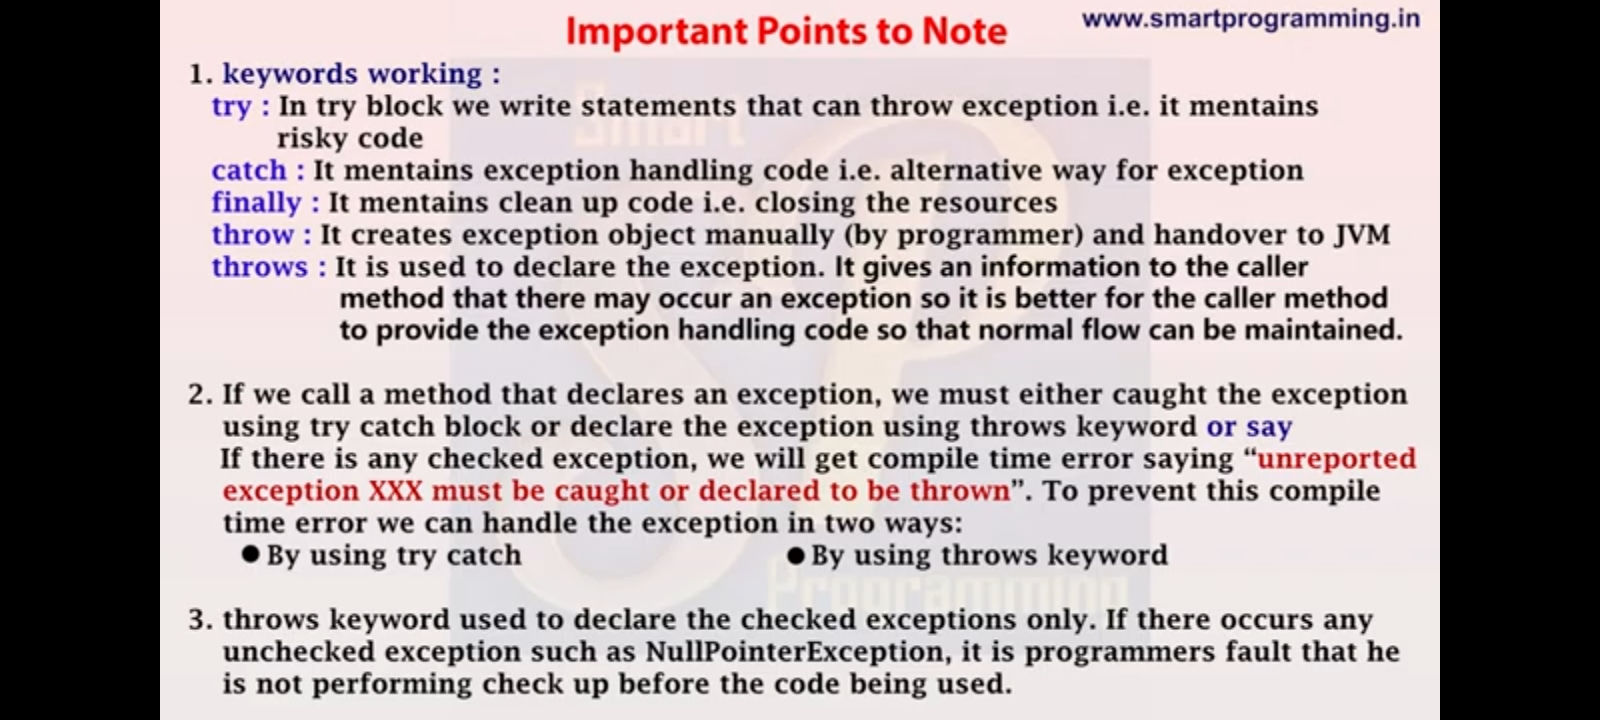 Important Points to Note
www.smartprogramming.in
1. keywords working :
try : In try block we write statements that can throw exception i.e. it mentains
risky code
catch : It mentains exception handling code i.e. alternative way for exception
finally : It mentains clean up code i.e. closing the resources
throw : It creates exception object manually (by programmer) and handover to JVM
throws : It is used to declare the exception. It gives an information to the caller
method that there may occur an exception so it is better for the caller method
to provide the exception handling code so that normal flow can be maintained.
2. If we call a method that declares an exception, we must either caught the exception
using try catch block or declare the exception using throws keyword or say
If there is any checked exception, we will get compile time error saying “unreported
exception XXX must be caught or declared to be thrown”. To prevent this compile
time error we can handle the exception in two ways:
● By using try catch ● By using throws keyword
3. throws keyword used to declare the checked exceptions only. If there occurs any
unchecked exception such as NullPointerException, it is programmers fault that he
is not performing check up before the code being used.
Smart
SP
Programming